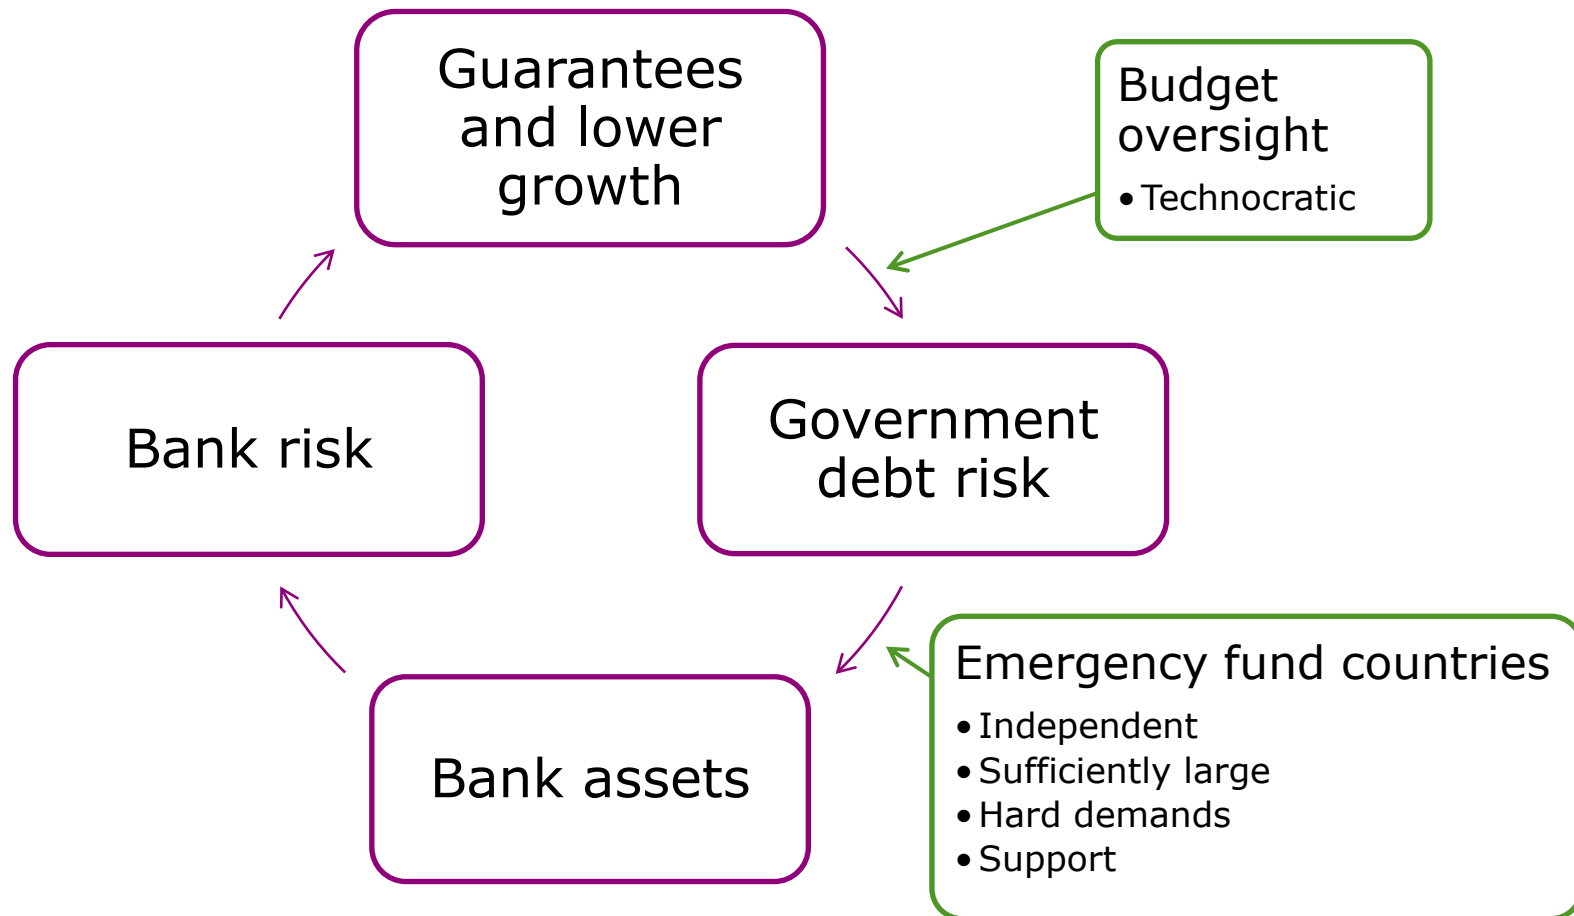 Guarantees
and lower
growth
Budget
oversight
• Technocratic
Bank risk
Government
debt risk
Bank assets
Emergency fund countries
• Independent
• Sufficiently large
• Hard demands
• Support